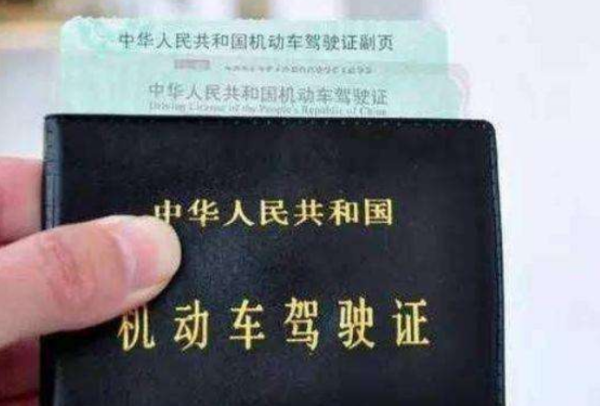 中华人民共和国机动车驾驶证副页
中华人民共和国机动车驾驶证
Driving License of the People's Republic of China
中华人民共和国
机动车驾驶证